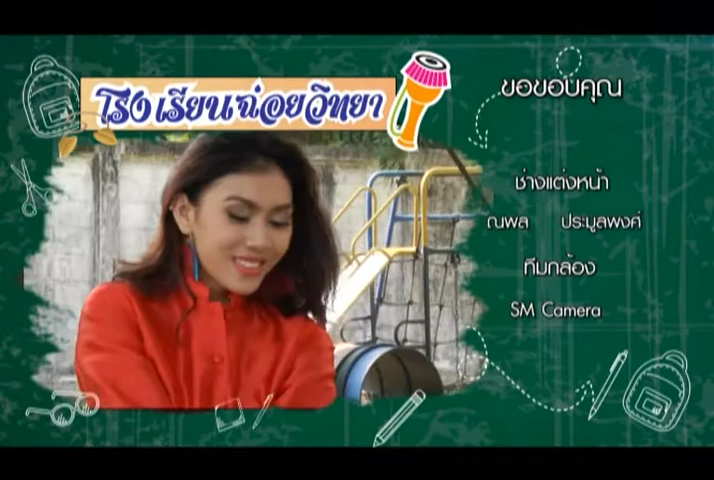 โรงเรียนฉ่อยวิทยา
ขอขอบคุณ
ช่างแต่งหน้า
ณพล ประมูลพงศ์
ทีมกล้อง
SM Camera